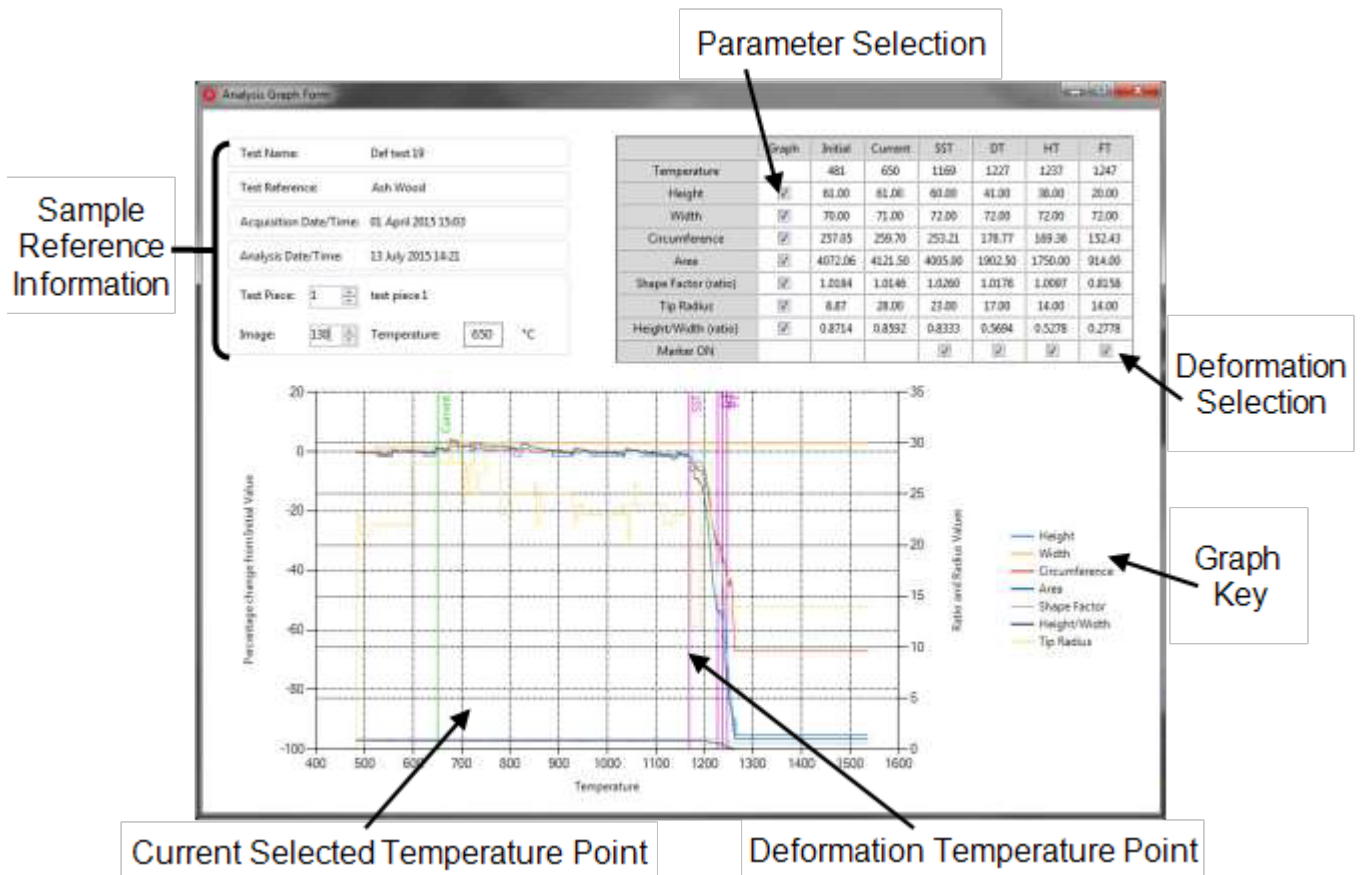 Parameter Selection
Analysis Graph Form
Sample
Reference
Information
Test Name: Def test 19
Test Reference: Ash Wood
Acquisition Date/Time: 01 April 2015 15:03
Analysis Date/Time: 13 July 2015 14:21
Test Piece: 1 test piece 1
Image: 130 Temperature: 650 °C
Graph Initial Current SST DT HT FT
Temperature 481 650 1169 1227 1237 1247
Height 61.00 61.00 60.00 41.00 38.00 20.00
Width 70.00 71.00 72.00 72.00 72.00 72.00
Circumference 257.05 259.70 253.21 178.77 169.36 152.43
Area 4072.06 4121.50 4005.00 1902.50 1750.00 914.00
Shape Factor (ratio) 1.0184 1.0146 1.0260 1.0176 1.0097 0.8158
Tip Radius 8.87 28.00 23.00 17.00 14.00 14.00
Height/Width (ratio) 0.8714 0.8592 0.8333 0.5694 0.5278 0.2778
Marker ON
Deformation
Selection
Current
SST
Percentage change from Initial Value
20
0
-20
-40
-60
-80
-100
35
30
25
20
15
10
5
0
Ratio and Radius Values
400 500 600 700 800 900 1000 1100 1200 1300 1400 1500 1600
Temperature
Height
Width
Circumference
Area
Shape Factor
Height/Width
Tip Radius
Graph
Key
Current Selected Temperature Point
Deformation Temperature Point